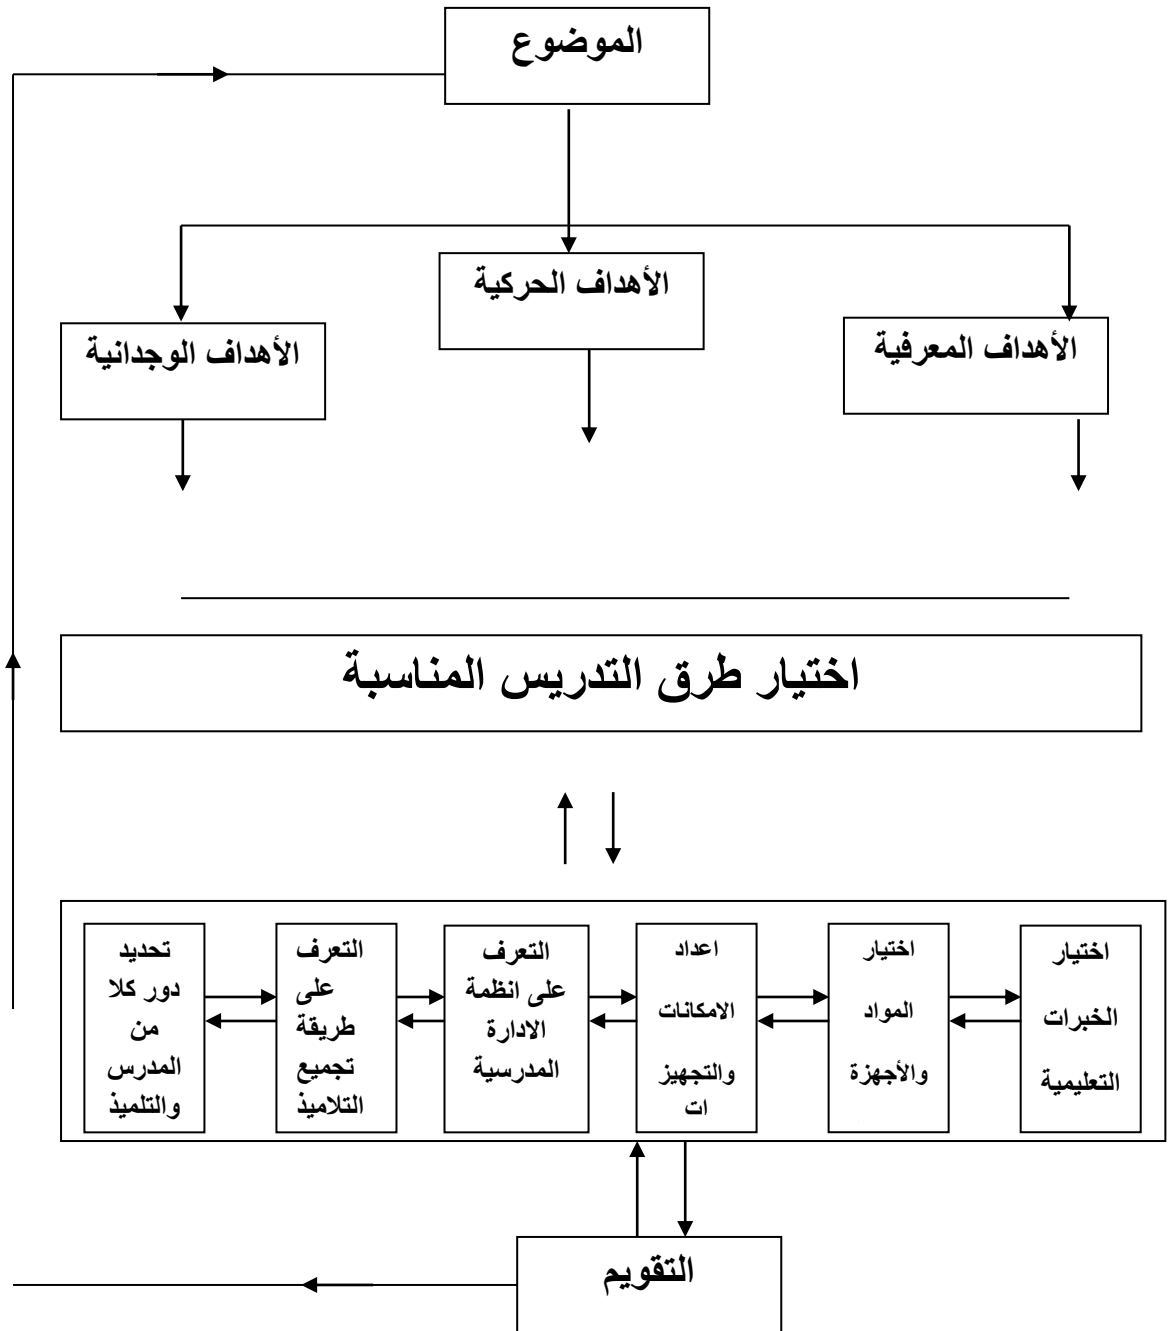 الموضوع
الأهداف الحركية
الأهداف المعرفية
الأهداف الوجدانية
اختيار طرق التدريس المناسبة
اختيار
الخبرات
التعليمية
اختيار
المواد
والأجهزة
اعداد
الامكانات
والتجهيز
ات
التعرف
على انظمة
الادارة
المدرسية
التعرف
على
طريقة
تجميع
التلاميذ
تحديد
دور كلا
من
المدرس
والتلميذ
التقويم